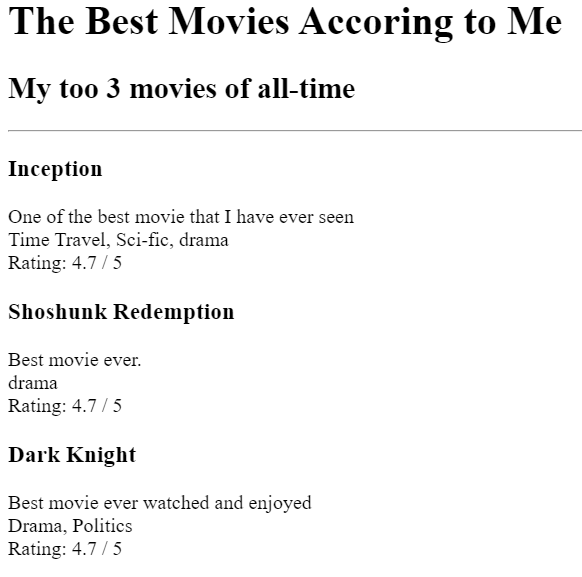 The Best Movies Accoring to Me
My too 3 movies of all-time
Inception
One of the best movie that I have ever seen
Time Travel, Sci-fic, drama
Rating: 4.7 / 5
Shoshunk Redemption
Best movie ever.
drama
Rating: 4.7 / 5
Dark Knight
Best movie ever watched and enjoyed
Drama, Politics
Rating: 4.7 / 5